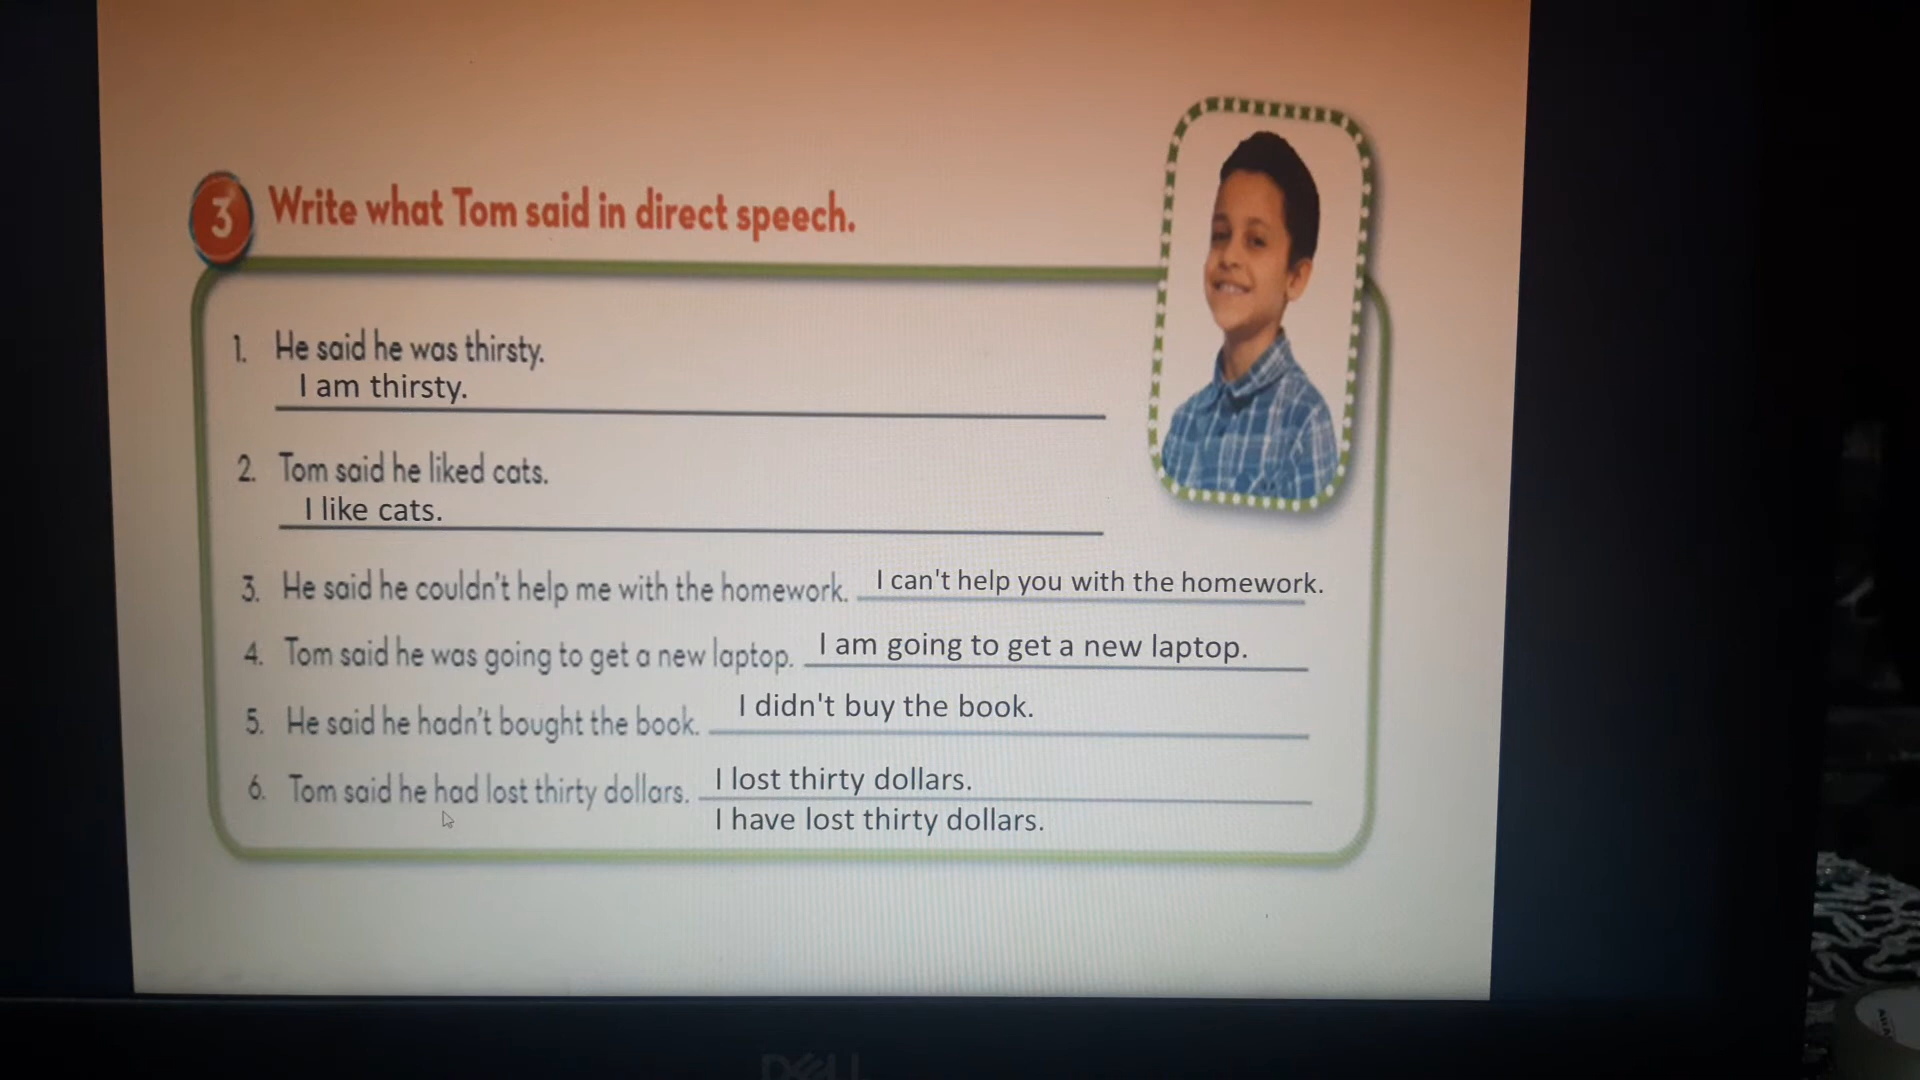 3 Write what Tom said in direct speech.
1. He said he was thirsty.
I am thirsty.
2. Tom said he liked cats.
I like cats.
3. He said he couldn't help me with the homework. I can't help you with the homework.
4. Tom said he was going to get a new laptop. I am going to get a new laptop.
5. He said he hadn't bought the book. I didn't buy the book.
6. Tom said he had lost thirty dollars. I lost thirty dollars.
I have lost thirty dollars.
DELL